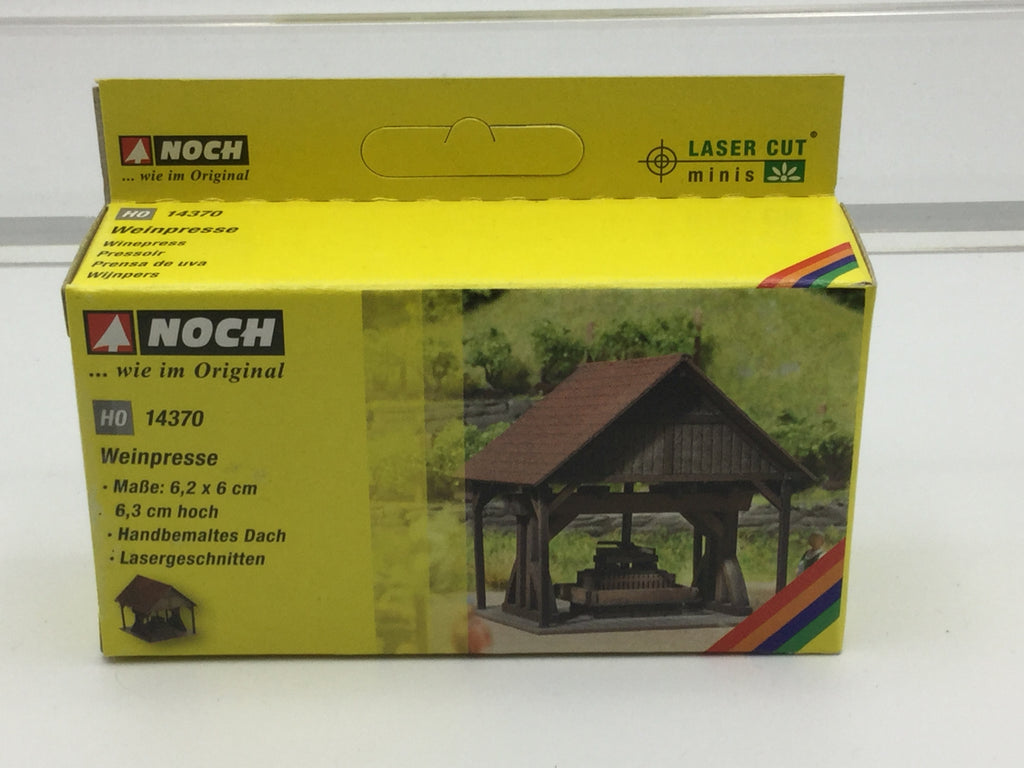 NOCH
... wie im Original
LASER CUT®
minis
H0 14370
Weinpresse
Winepress
Pressoir
Prensa de uva
Wijnpers
NOCH
... wie im Original
H0 14370
Weinpresse
· Maße: 6,2 x 6 cm
6,3 cm hoch
· Handbemaltes Dach
· Lasergeschnitten